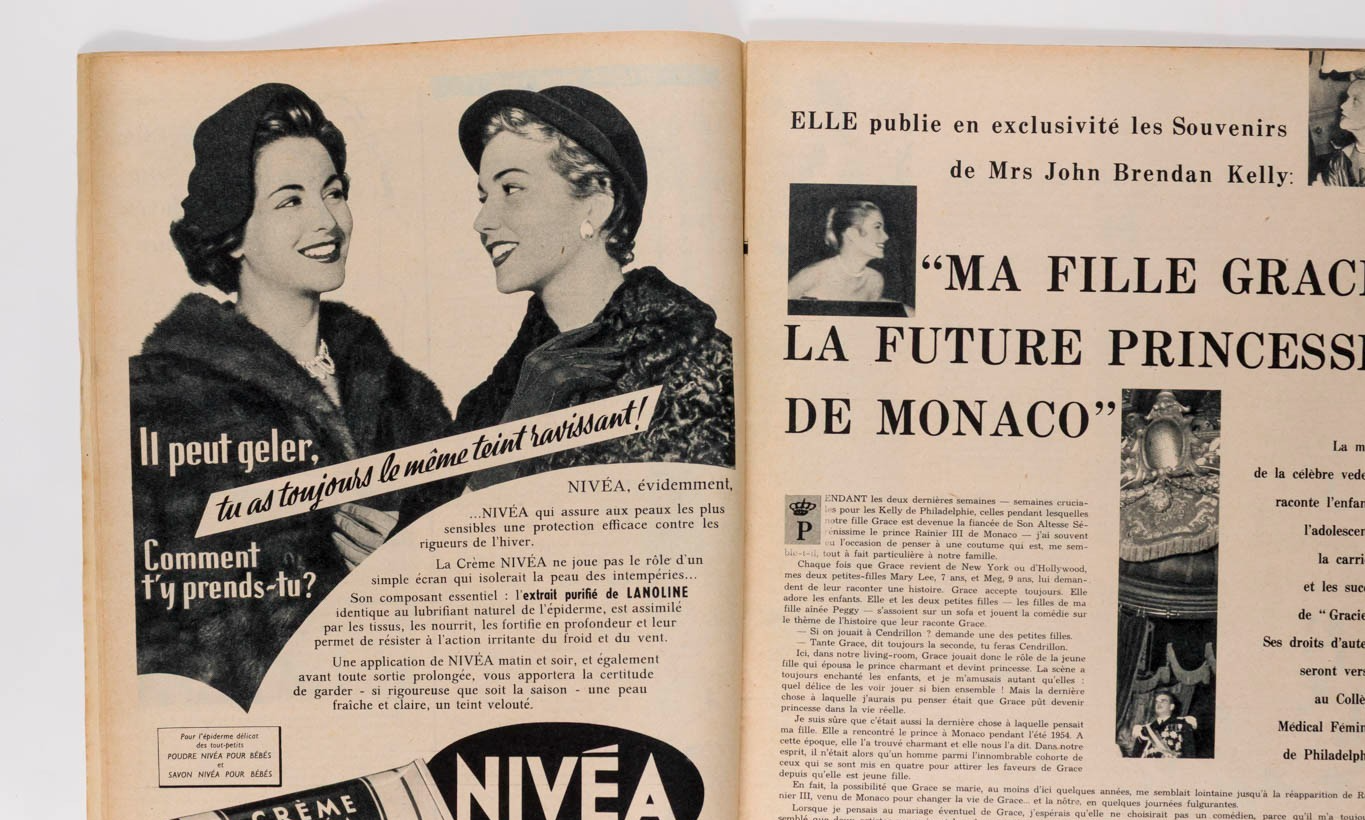 Il peut geler,
tu as toujours le même teint ravissant!
Comment
t'y prends-tu?
NIVÉA, évidemment,
...NIVÉA qui assure aux peaux les plus
sensibles une protection efficace contre les
rigueurs de l'hiver.
La Crème NIVÉA ne joue pas le rôle d'un
simple écran qui isolerait la peau des intempéries...
Son composant essentiel : l'extrait purifié de LANOLINE
identique au lubrifiant naturel de l'épiderme, est assimilé
par les tissus, les nourrit, les fortifie en profondeur et leur
permet de résister à l'action irritante du froid et du vent.
Une application de NIVÉA matin et soir, et également
avant toute sortie prolongée, vous apportera la certitude
de garder - si rigoureuse que soit la saison - une peau
fraîche et claire, un teint velouté.
Pour l'épiderme délicat
des tout-petits
POUDRE NIVÉA POUR BÉBÉS
et
SAVON NIVÉA POUR BÉBÉS
CRÈME
NIVÉA
ELLE publie en exclusivité les Souvenirs
de Mrs John Brendan Kelly:
"MA FILLE GRACE
LA FUTURE PRINCESSE
DE MONACO"
PENDANT les deux dernières semaines — semaines crucia-
les pour les Kelly de Philadelphie, celles pendant lesquelles
notre fille Grace est devenue la fiancée de Son Altesse Sé-
rénissime le prince Rainier III de Monaco — j'ai souvent
eu l'occasion de penser à une coutume qui est, me sem-
ble-t-il, tout à fait particulière à notre famille.
Chaque fois que Grace revient de New York ou d'Hollywood,
mes deux petites-filles Mary Lee, 7 ans, et Meg, 9 ans, lui deman-
dent de leur raconter une histoire. Grace accepte toujours. Elle
adore les enfants. Elle et les deux petites filles — les filles de ma
fille aînée Peggy — s'assoient sur un sofa et jouent la comédie sur
le thème de l'histoire que leur raconte Grace.
— Si on jouait à Cendrillon ? demande une des petites filles.
— Tante Grace, dit toujours la seconde, tu feras Cendrillon.
Ici, dans notre living-room, Grace jouait donc le rôle de la jeune
fille qui épousa le prince charmant et devint princesse. La scène a
toujours enchanté les enfants, et je m'amusais autant qu'elles :
quel délice de les voir jouer si bien ensemble ! Mais la dernière
chose à laquelle j'aurais pu penser était que Grace pût devenir
princesse dans la vie réelle.
Je suis sûre que c'était aussi la dernière chose à laquelle pensait
ma fille. Elle a rencontré le prince à Monaco pendant l'été 1954. A
cette époque, elle l'a trouvé charmant et elle nous l'a dit. Dans notre
esprit, il n'était alors qu'un homme parmi l'innombrable cohorte de
ceux qui se sont mis en quatre pour attirer les faveurs de Grace
depuis qu'elle est jeune fille.
En fait, la possibilité que Grace se marie, au moins d'ici quelques années, me semblait lointaine jusqu'à la réapparition de Ra
nier III, venu de Monaco pour changer la vie de Grace... et la nôtre, en quelques journées fulgurantes.
Lorsque je pensais au mariage éventuel de Grace, j'espérais qu'elle ne choisirait pas un comédien, parce qu'il m'a toujou
La m
de la célèbre vede
raconte l'enfan
l'adolescen
la carriè
et les suc
de "Gracie
Ses droits d'aute
seront vers
au Collè
Médical Fémin
de Philadelph